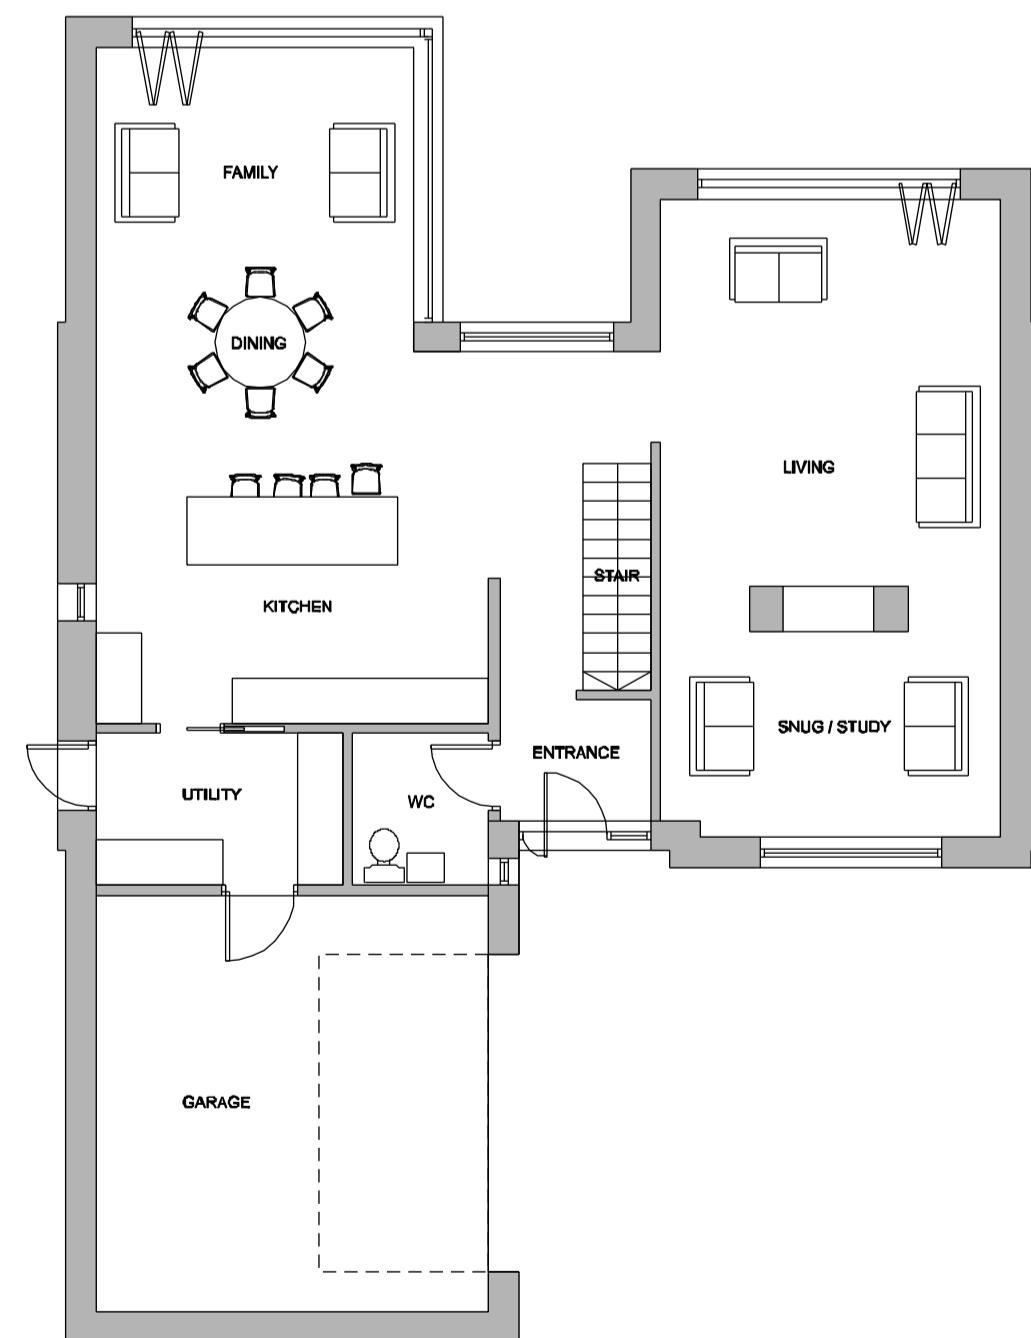 FAMILY
DINING
LIVING
STAIR
KITCHEN
SNUG / STUDY
ENTRANCE
UTILITY
WC
GARAGE